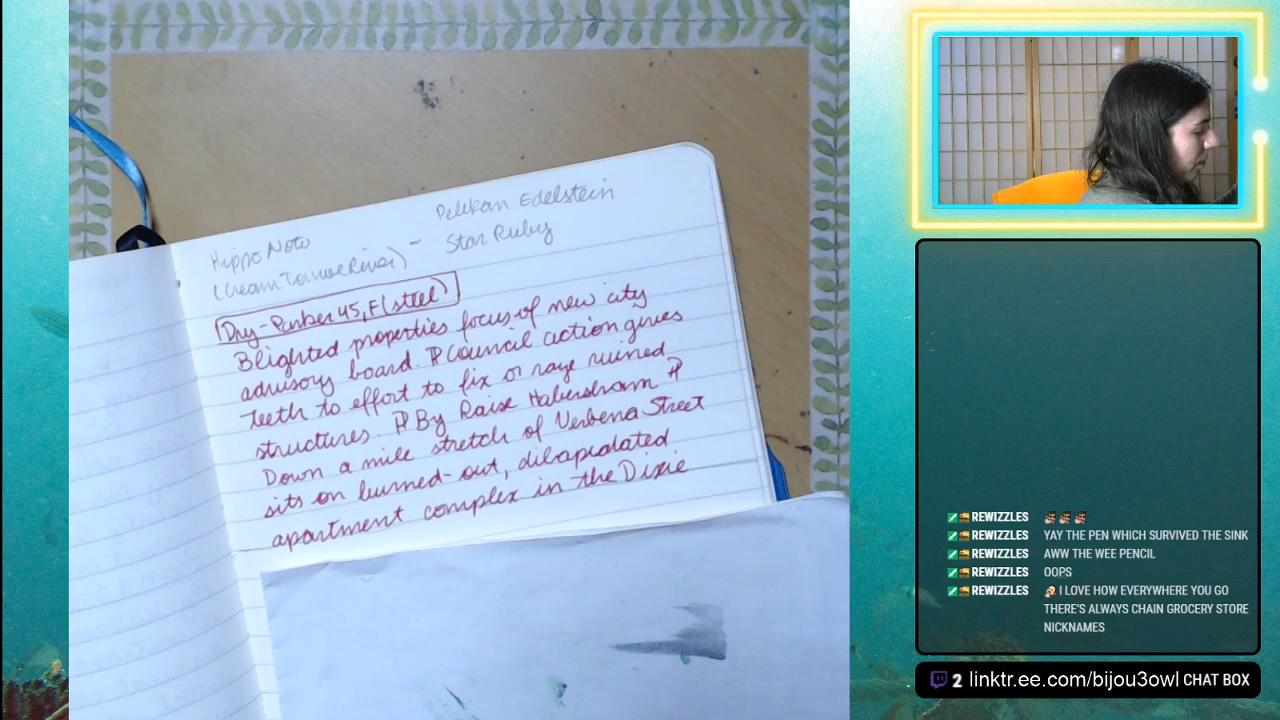 Pelikan Edelstein
Hippo Noto - Star Ruby
(Cream Tomoe River)
Dry-Parker 45, F (steel)
Blighted properties focus of new city
advisory board. ℙ Council action gives
teeth to effort to fix or raze ruined
structures. ℙ By Raise Habersham ℙ
Down a mile stretch of Verbena Street
sits on burned-out, dilapidated
apartment complex in the Dixie
REWIZZLES
REWIZZLES YAY THE PEN WHICH SURVIVED THE SINK
REWIZZLES AWW THE WEE PENCIL
REWIZZLES OOPS
REWIZZLES I LOVE HOW EVERYWHERE YOU GO
THERE'S ALWAYS CHAIN GROCERY STORE
NICKNAMES
2 linktr.ee.com/bijou3owl CHAT BOX